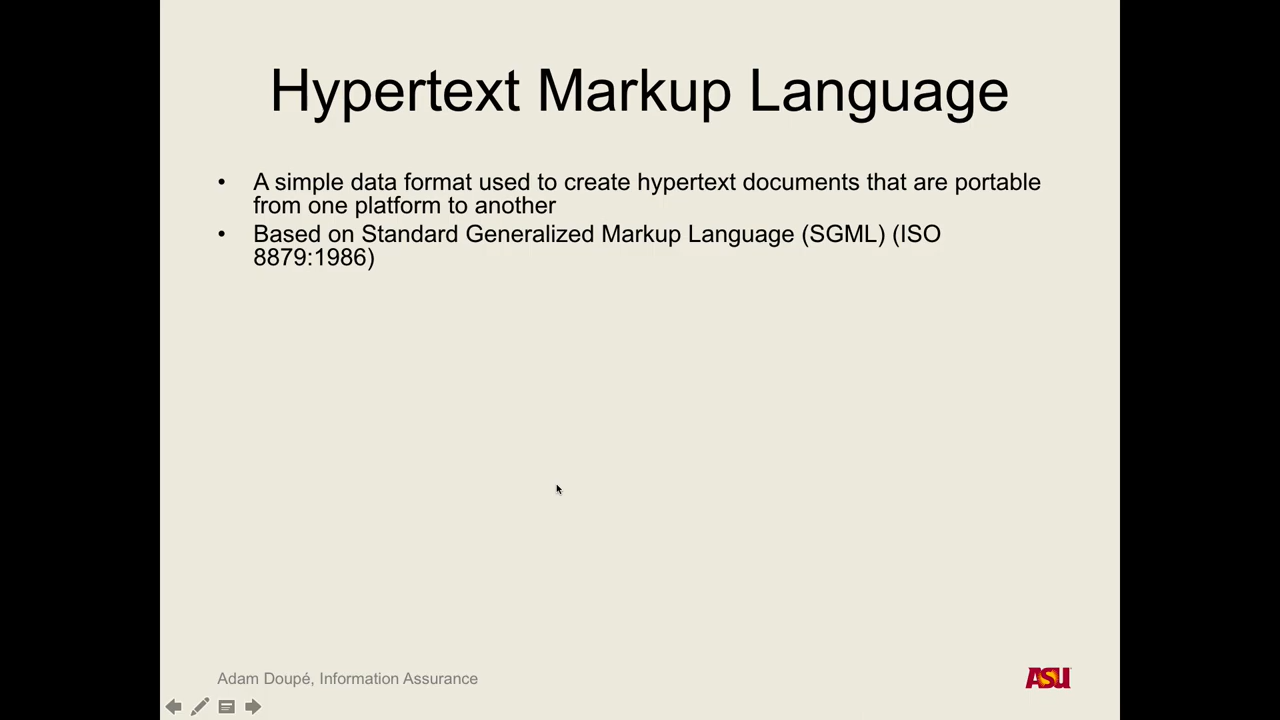 Hypertext Markup Language
• A simple data format used to create hypertext documents that are portable
from one platform to another
• Based on Standard Generalized Markup Language (SGML) (ISO
8879:1986)
Adam Doupé, Information Assurance
ASU